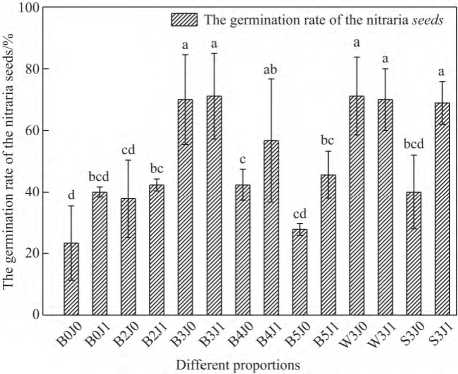 The germination rate of the nitraria seeds
The germination rate of the nitraria seeds/%
100
80
60
40
20
0
d
bcd
cd
bc
a
a
c
ab
cd
bc
a
a
bcd
a
B0J0
B0J1
B2J0
B2J1
B3J0
B3J1
B4J0
B4J1
B5J0
B5J1
W3J0
W3J1
S3J0
S3J1
Different proportions